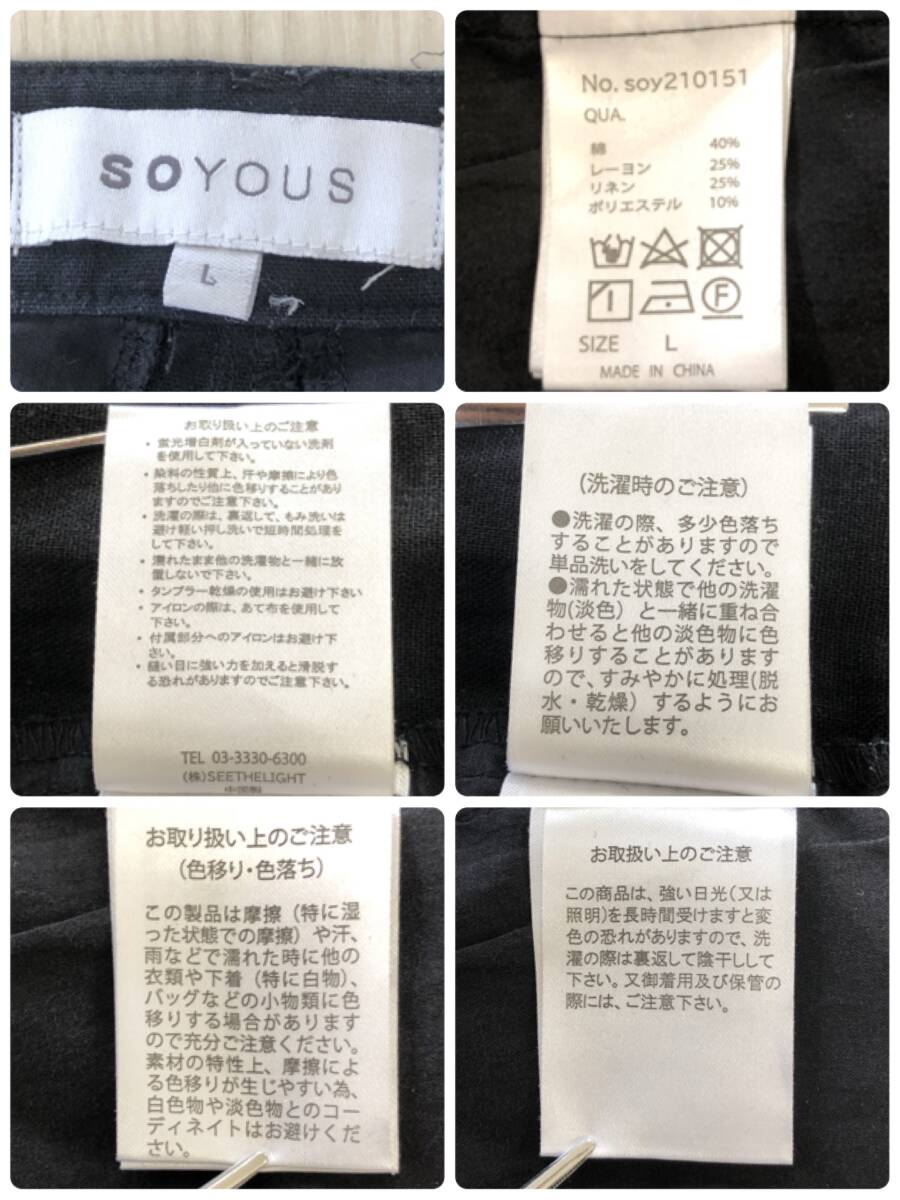 SOYOUS
L
No. soy210151
QUA.
綿 40%
レーヨン 25%
リネン 25%
ポリエステル 10%
F
SIZE L
MADE IN CHINA
お取り扱い上のご注意
・蛍光増白剤が入っていない洗剤
を使用して下さい。
・染料の性質上、汗や摩擦により色
落ちしたり他に色移りすることがあり
ますのでご注意下さい。
・洗濯の際は、裏返して、もみ洗いは
避け軽い押し洗いで短時間処理を
して下さい。
・濡れたまま他の洗濯物と一緒に放
置しないで下さい。
・タンブラー乾燥の使用はお避け下さい
・アイロンの際は、あて布を使用して
下さい。
・付属部分へのアイロンはお避け下
さい。
・縫い目に強い力を加えると滑脱す
る恐れがありますのでご注意下さい。
TEL 03-3330-6300
(株)SEETHELIGHT
中国製
(洗濯時のご注意)
●洗濯の際、多少色落ち
することがありますので
単品洗いをしてください。
●濡れた状態で他の洗濯
物(淡色)と一緒に重ね合
わせると他の淡色物に色
移りすることがあります
ので、すみやかに処理(脱
水・乾燥)するようにお
願いいたします。
お取り扱い上のご注意
(色移り・色落ち)
この製品は摩擦(特に湿
った状態での摩擦)や汗、
雨などで濡れた時に他の
衣類や下着(特に白物)、
バッグなどの小物類に色
移りする場合があります
ので充分ご注意ください。
素材の特性上、摩擦によ
る色移りが生じやすい為、
白色物や淡色物とのコー
ディネイトはお避けくだ
さい。
お取扱い上のご注意
この商品は、強い日光(又は
照明)を長時間受けますと変
色の恐れがありますので、洗
濯の際は裏返して陰干しして
下さい。又御着用及び保管の
際には、ご注意下さい。